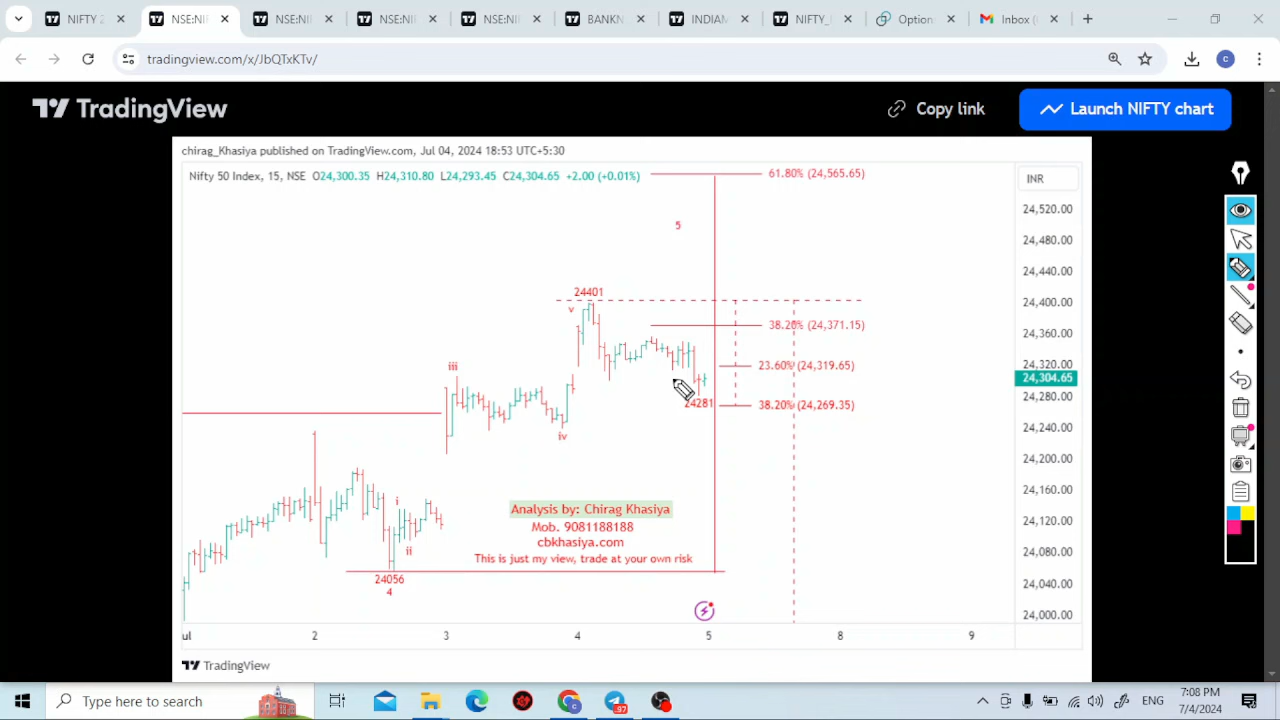 NIFTY 2
NSE:NIF
NSE:NIF
NSE:NIF
NSE:NIF
BANKN
INDIAM
NIFTY_
Option
Inbox (
tradingview.com/x/JbQTxKTv/
TradingView
Copy link
Launch NIFTY chart
chirag_Khasiya published on TradingView.com, Jul 04, 2024 18:53 UTC+5:30
Nifty 50 Index, 15, NSE O24,300.35 H24,310.80 L24,293.45 C24,304.65 +2.00 (+0.01%)
61.80% (24,565.65)
INR
24,520.00
5
24,480.00
24,440.00
24401
24,400.00
v
38.20% (24,371.15)
24,360.00
iii
23.60% (24,319.65)
24,320.00
24,304.65
24281
38.20% (24,269.35)
24,280.00
iv
24,240.00
24,200.00
24,160.00
i
Analysis by: Chirag Khasiya
24,120.00
Mob. 9081188188
cbkhasiya.com
ii
This is just my view, trade at your own risk
24,080.00
24056
4
24,040.00
24,000.00
ul 2 3 4 5 8 9
TradingView
Type here to search
97
ENG
7:08 PM
7/4/2024